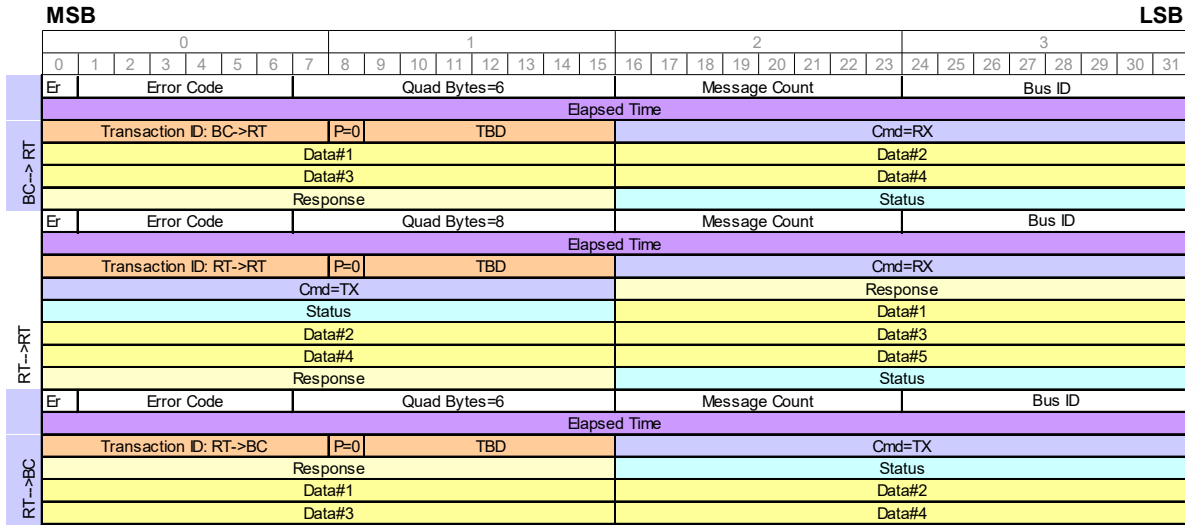 MSB LSB
0 1 2 3
0 1 2 3 4 5 6 7 8 9 10 11 12 13 14 15 16 17 18 19 20 21 22 23 24 25 26 27 28 29 30 31
BC--> RT
Er Error Code Quad Bytes=6 Message Count Bus ID
Elapsed Time
Transaction ID: BC->RT P=0 TBD Cmd=RX
Data#1 Data#2
Data#3 Data#4
Response Status
RT-->RT
Er Error Code Quad Bytes=8 Message Count Bus ID
Elapsed Time
Transaction ID: RT->RT P=0 TBD Cmd=RX
Cmd=TX Response
Status Data#1
Data#2 Data#3
Data#4 Data#5
Response Status
RT-->BC
Er Error Code Quad Bytes=6 Message Count Bus ID
Elapsed Time
Transaction ID: RT->BC P=0 TBD Cmd=TX
Response Status
Data#1 Data#2
Data#3 Data#4